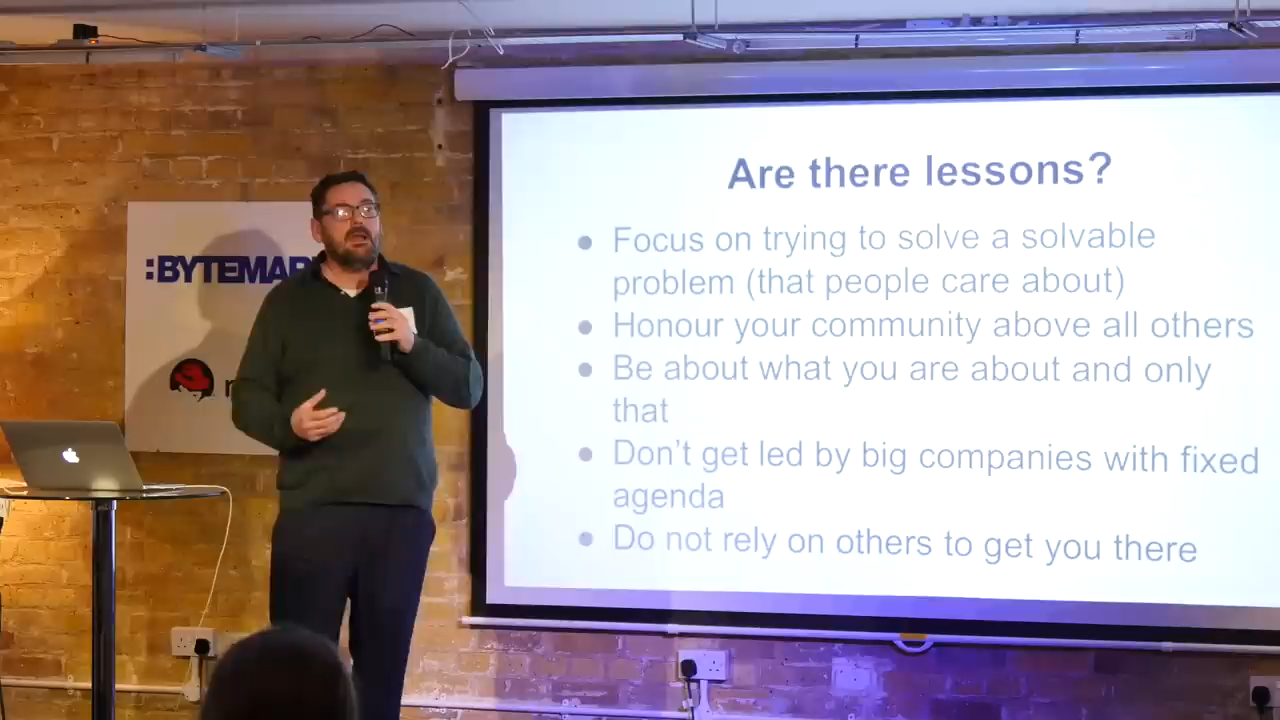 :BYTEMAR
Are there lessons?
● Focus on trying to solve a solvable
problem (that people care about)
● Honour your community above all others
● Be about what you are about and only
that
● Don't get led by big companies with fixed
agenda
● Do not rely on others to get you there